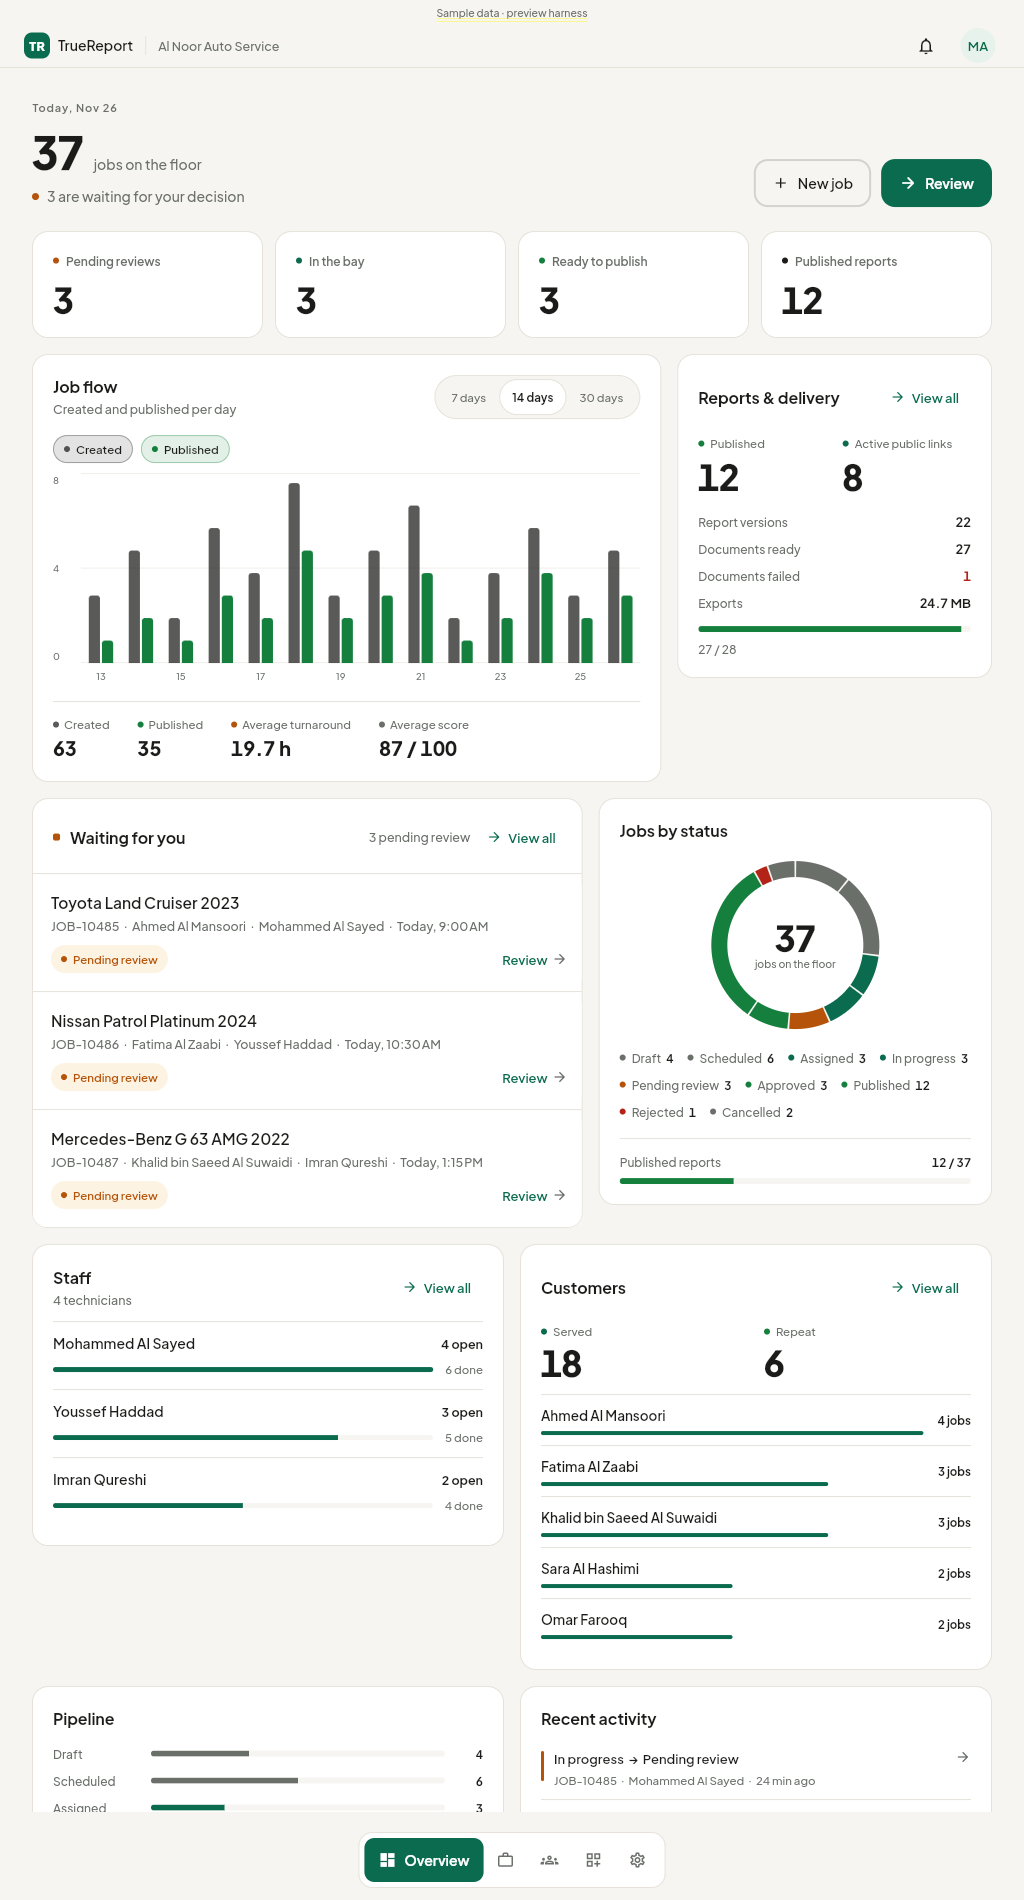 Sample data · preview harness
TR TrueReport Al Noor Auto Service MA
Today, Nov 26
37 jobs on the floor
3 are waiting for your decision
+ New job → Review
Pending reviews
3
In the bay
3
Ready to publish
3
Published reports
12
Job flow
Created and published per day
7 days 14 days 30 days
Created Published
8
4
0
13 15 17 19 21 23 25
Created
63
Published
35
Average turnaround
19.7 h
Average score
87 / 100
Reports & delivery → View all
Published
12
Active public links
8
Report versions 22
Documents ready 27
Documents failed 1
Exports 24.7 MB
27 / 28
Waiting for you 3 pending review → View all
Toyota Land Cruiser 2023
JOB-10485 · Ahmed Al Mansoori · Mohammed Al Sayed · Today, 9:00 AM
Pending review Review →
Nissan Patrol Platinum 2024
JOB-10486 · Fatima Al Zaabi · Youssef Haddad · Today, 10:30 AM
Pending review Review →
Mercedes-Benz G 63 AMG 2022
JOB-10487 · Khalid bin Saeed Al Suwaidi · Imran Qureshi · Today, 1:15 PM
Pending review Review →
Jobs by status
37
jobs on the floor
Draft 4 Scheduled 6 Assigned 3 In progress 3
Pending review 3 Approved 3 Published 12
Rejected 1 Cancelled 2
Published reports 12 / 37
Staff
4 technicians
→ View all
Mohammed Al Sayed 4 open
6 done
Youssef Haddad 3 open
5 done
Imran Qureshi 2 open
4 done
Customers → View all
Served
18
Repeat
6
Ahmed Al Mansoori 4 jobs
Fatima Al Zaabi 3 jobs
Khalid bin Saeed Al Suwaidi 3 jobs
Sara Al Hashimi 2 jobs
Omar Farooq 2 jobs
Pipeline
Draft 4
Scheduled 6
Assigned 3
Recent activity
In progress → Pending review →
JOB-10485 · Mohammed Al Sayed · 24 min ago
Overview